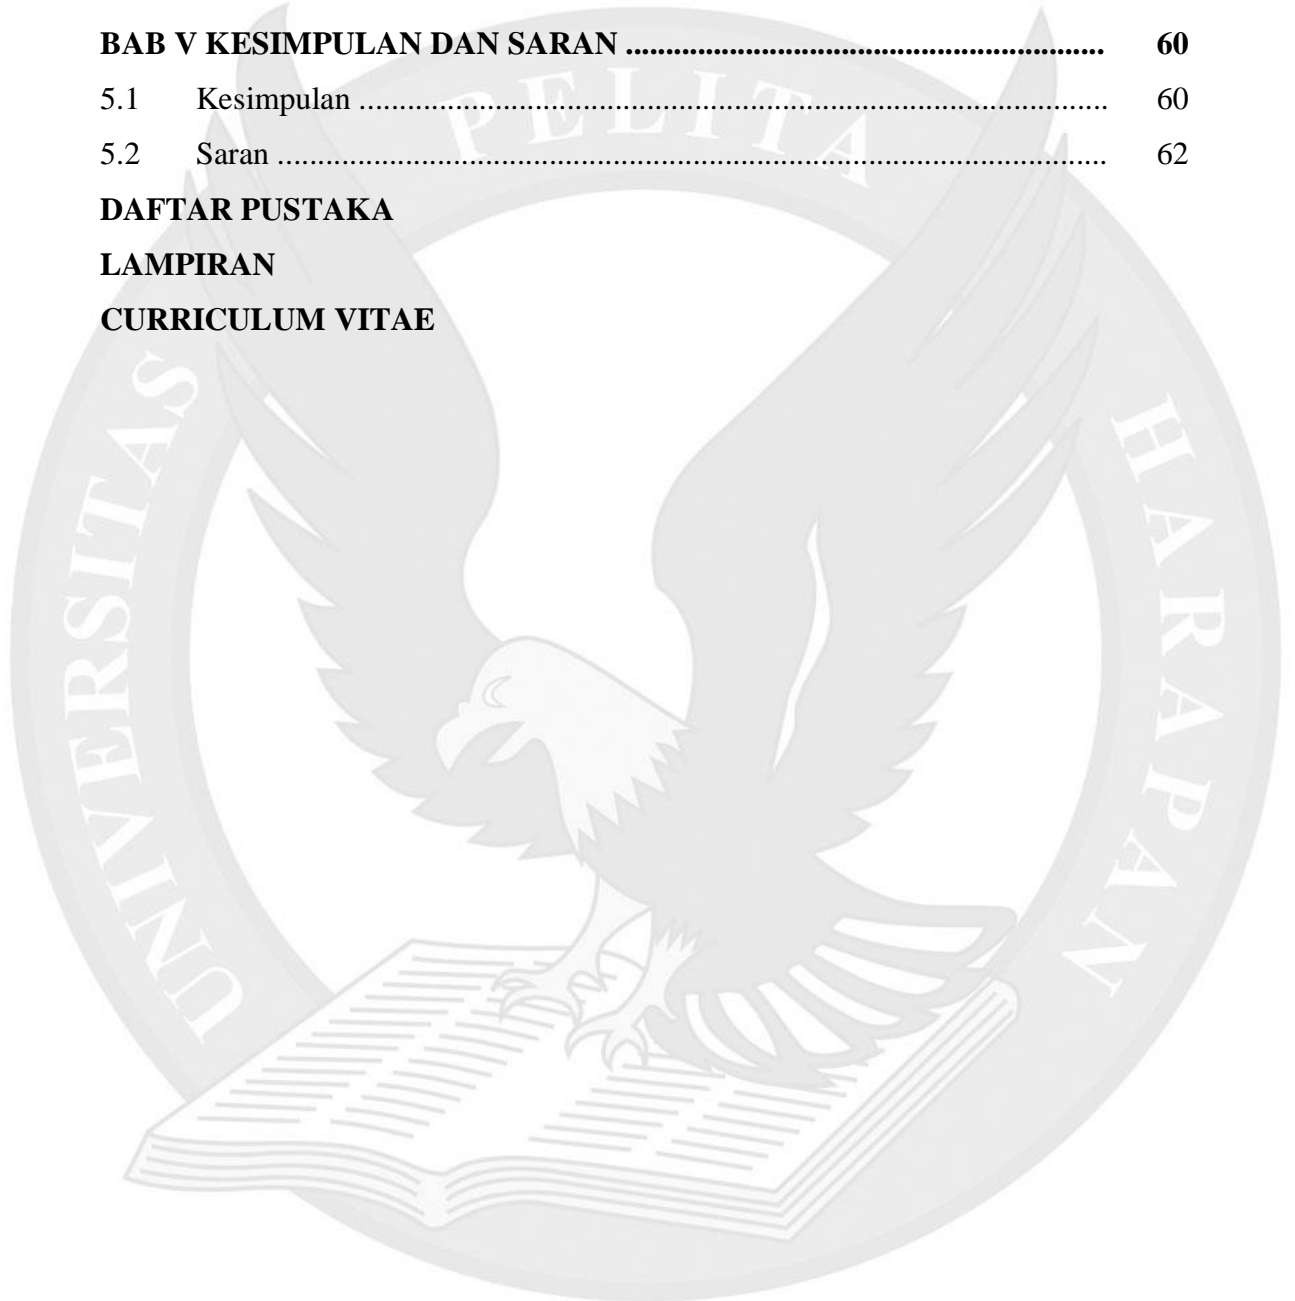 BAB V KESIMPULAN DAN SARAN ............................................................... 60
5.1 Kesimpulan ............................................................................................... 60
5.2 Saran ......................................................................................................... 62
DAFTAR PUSTAKA
LAMPIRAN
CURRICULUM VITAE
UNIVERSITAS PELITA HARAPAN